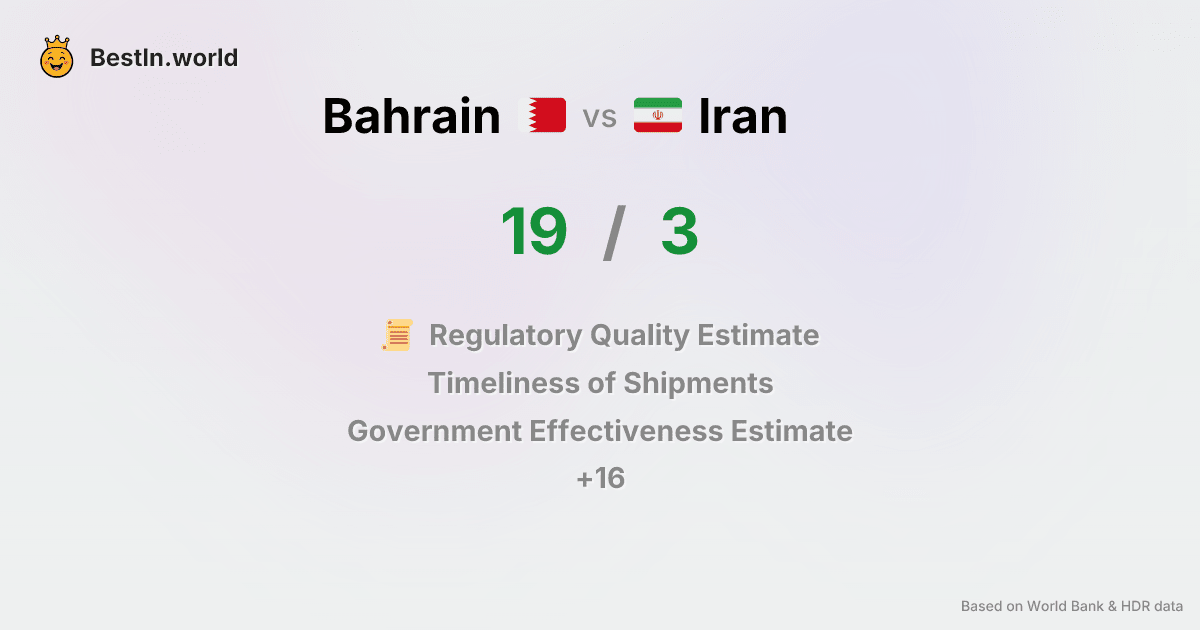 BestIn.world
Bahrain vs Iran
19 / 3
Regulatory Quality Estimate
Timeliness of Shipments
Government Effectiveness Estimate
+16
Based on World Bank & HDR data